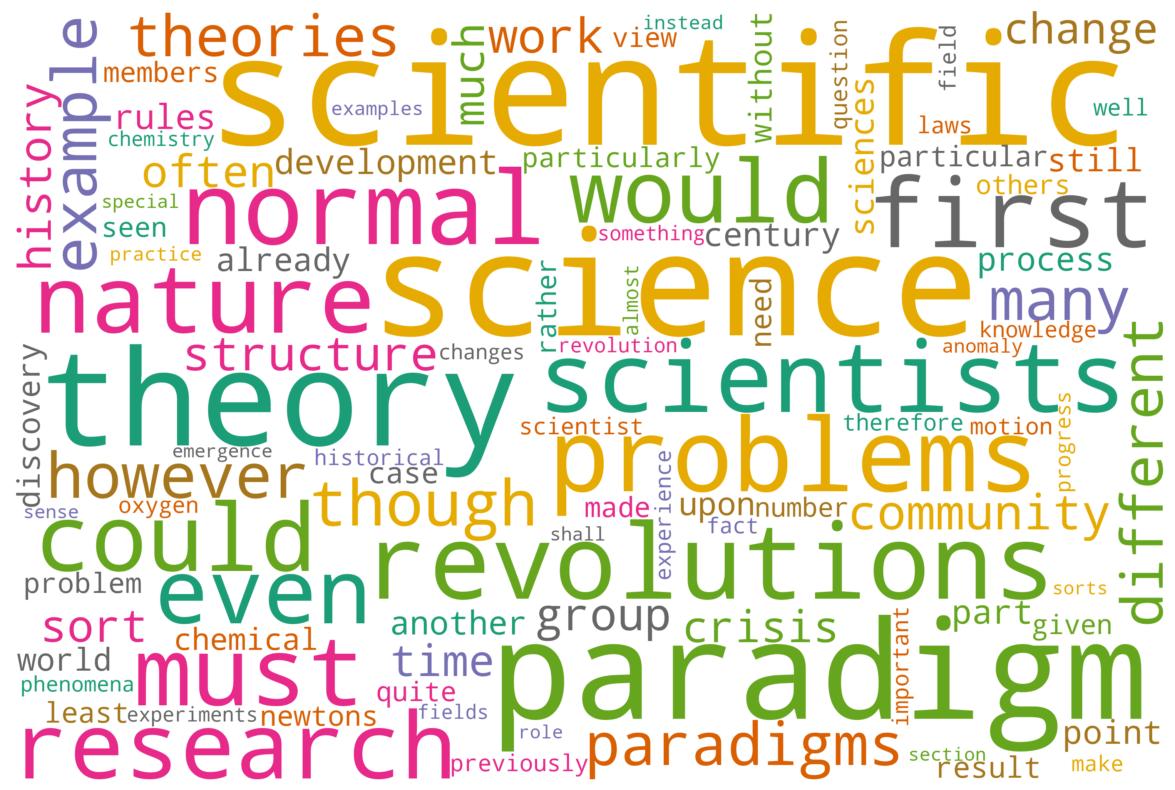 instead
theories
work
view
change
scientific
example
members
much
without
question
field
history
examples
well
rules
laws
chemistry
sciences
often
development
particularly
particular
still
normal
would
first
others
special
seen
something
century
practice
already
science
process
nature
rather
almost
need
many
knowledge
structure
changes
revolution
anomaly
theory
scientists
different
discovery
scientist
problems
therefore
motion
progress
emergence
historical
however
case
though
experience
made
upon
number
community
sense
oxygen
fact
could
shall
revolutions
problem
even
sorts
sort
another
group
crisis
part
given
chemical
important
world
must
time
paradigm
phenomena
quite
least
experiments
newtons
fields
research
role
paradigms
point
previously
section
result
make